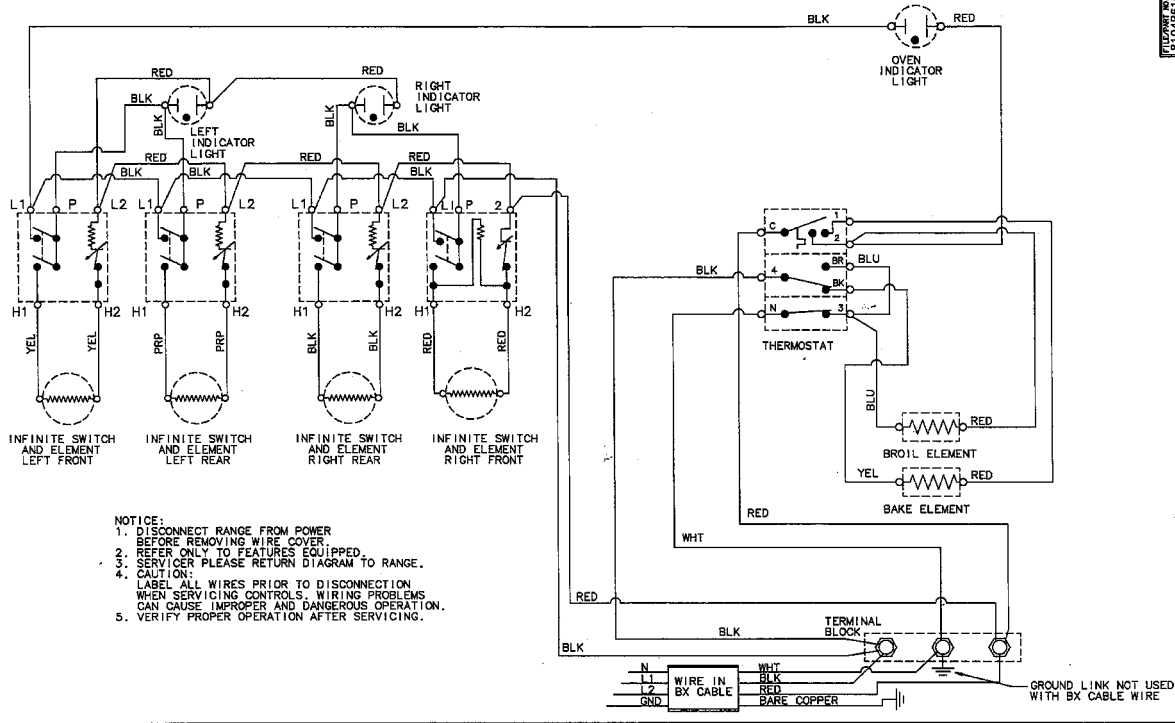 FILE/PART NO
BLK
RED
OVEN
INDICATOR
LIGHT
RED
RED
RIGHT
INDICATOR
LIGHT
BLK
BLK
LEFT
INDICATOR
LIGHT
BLK
BLK
RED
BLK
RED
BLK
RED
BLK
L1 P L2
L1 P L2
L1 P L2
L1 P 2
H1 H2
H1 H2
H1 H2
H1 H2
YEL YEL
PRP PRP
BLK BLK
RED RED
INFINITE SWITCH
AND ELEMENT
LEFT FRONT
INFINITE SWITCH
AND ELEMENT
LEFT REAR
INFINITE SWITCH
AND ELEMENT
RIGHT REAR
INFINITE SWITCH
AND ELEMENT
RIGHT FRONT
C 1
2
BLK
4 BR BLU
BK
N 3
THERMOSTAT
BLU
RED
BROIL ELEMENT
YEL
RED
BAKE ELEMENT
RED
WHT
NOTICE:
1. DISCONNECT RANGE FROM POWER
BEFORE REMOVING WIRE COVER.
2. REFER ONLY TO FEATURES EQUIPPED.
3. SERVICER PLEASE RETURN DIAGRAM TO RANGE.
4. CAUTION:
LABEL ALL WIRES PRIOR TO DISCONNECTION
WHEN SERVICING CONTROLS. WIRING PROBLEMS
CAN CAUSE IMPROPER AND DANGEROUS OPERATION.
5. VERIFY PROPER OPERATION AFTER SERVICING.
RED
BLK
BLK
TERMINAL
BLOCK
N
L1
L2
GND
WIRE IN
BX CABLE
WHT
BLK
RED
BARE COPPER
GROUND LINK NOT USED
WITH BX CABLE WIRE